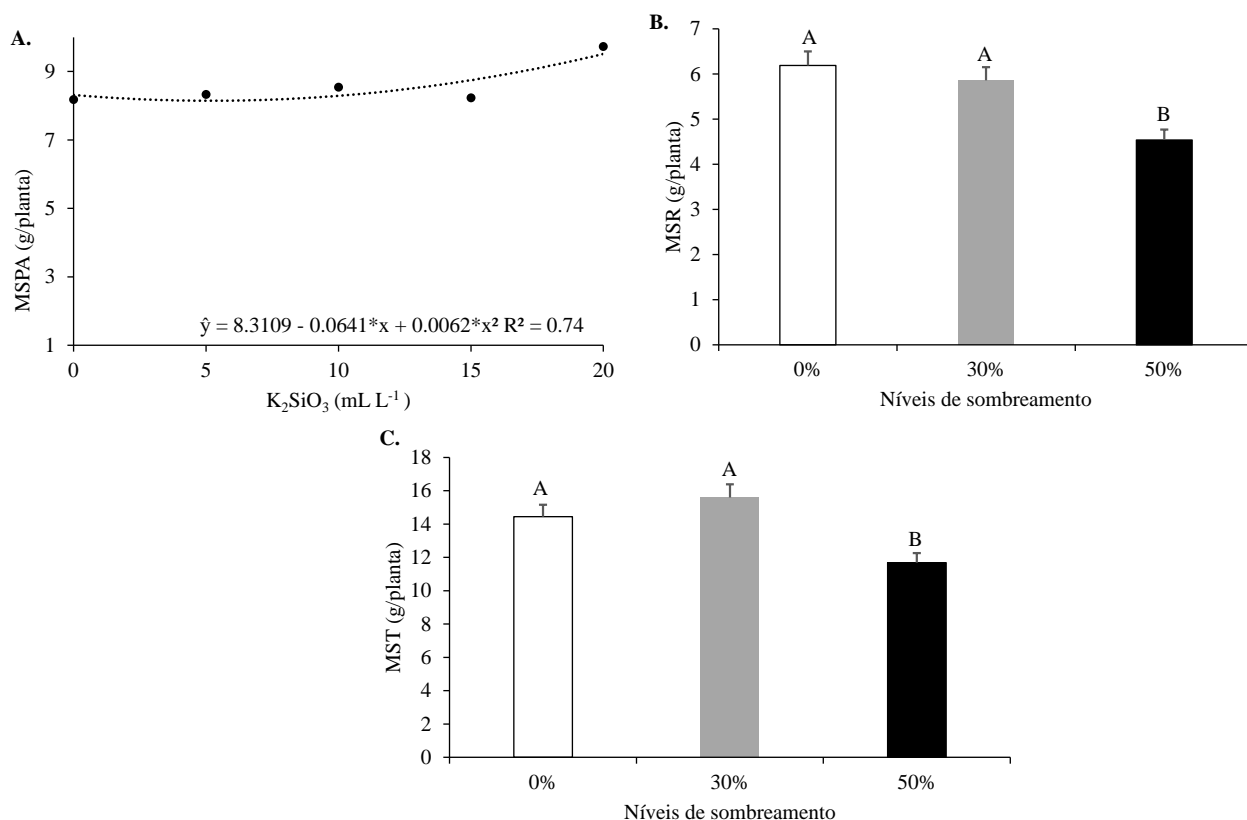 A.
9
7
5
3
1
MSPA (g/planta)
ŷ = 8.3109 - 0.0641*x + 0.0062*x² R² = 0.74
0 5 10 15 20
K₂SiO₃ (mL L⁻¹ )
B.
7
6
5
4
3
2
1
0
MSR (g/planta)
A A B
0% 30% 50%
Níveis de sombreamento
C.
18
16
14
12
10
8
6
4
2
0
MST (g/planta)
A A B
0% 30% 50%
Níveis de sombreamento